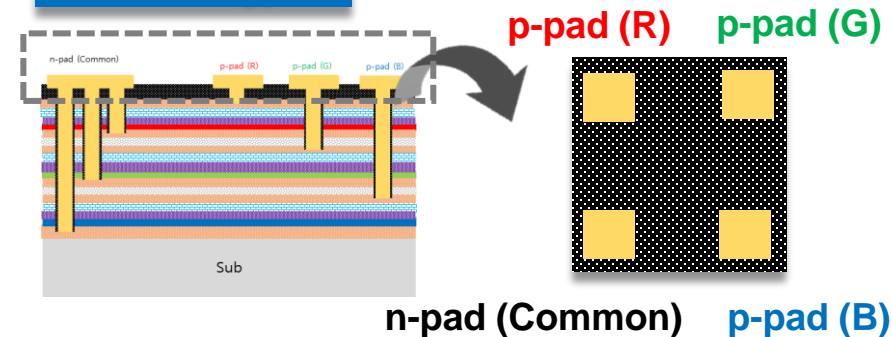 p-pad (R) p-pad (G)
n-pad (Common) p-pad (R) p-pad (G) p-pad (B)
Sub
n-pad (Common) p-pad (B)